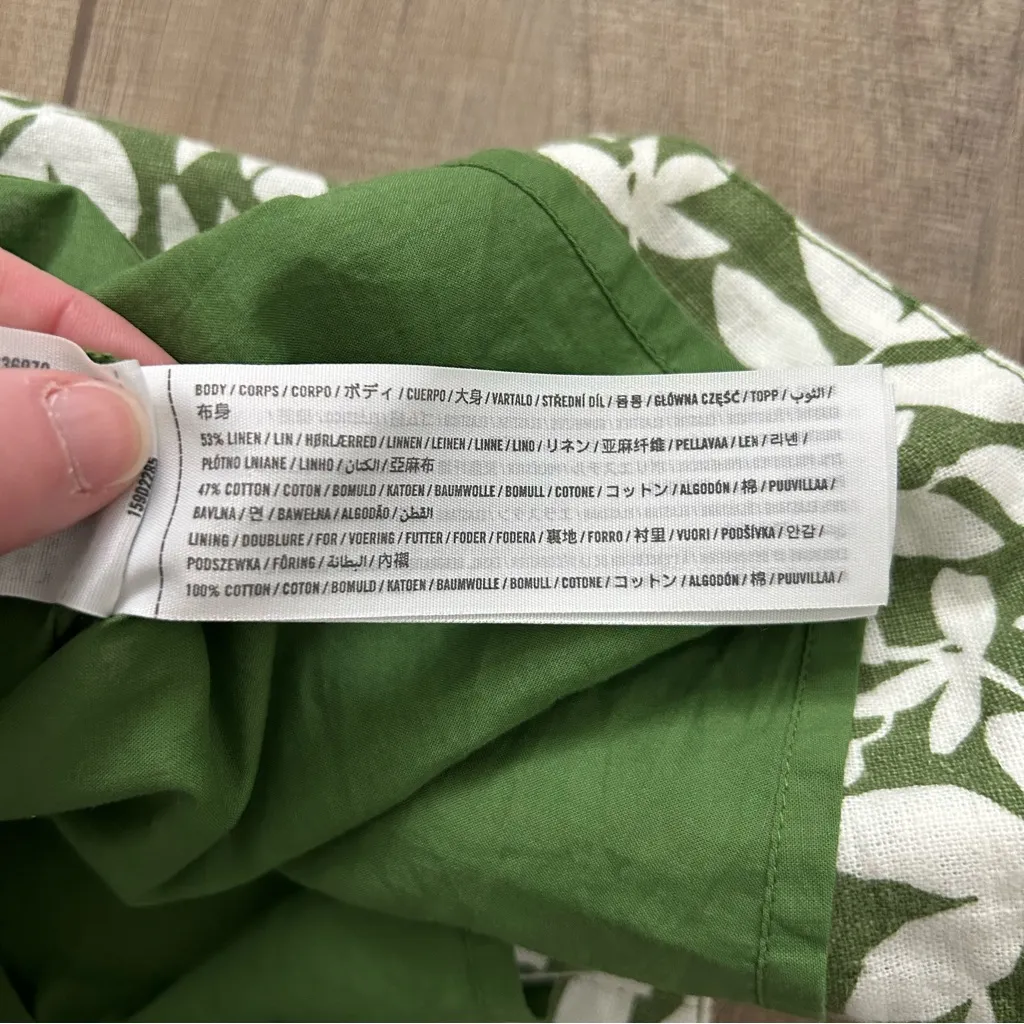 BODY / CORPS / CORPO / ボディ / CUERPO / 大身 / VARTALO / STŘEDNÍ DÍL / 몸통 / GŁÓWNA CZĘŚĆ / TOPP / الثوب /
布身
53% LINEN / LIN / HØRLÆRRED / LINNEN / LEINEN / LINNE / LINO / リネン / 亚麻纤维 / PELLAVAA / LEN / 리넨 /
PŁÓTNO LNIANE / LINHO / الكتان / 亞麻布
47% COTTON / COTON / BOMULD / KATOEN / BAUMWOLLE / BOMULL / COTONE / コットン / ALGODÓN / 棉 / PUUVILLAA /
BAVLNA / 면 / BAWEŁNA / ALGODÃO / القطن
LINING / DOUBLURE / FOR / VOERING / FUTTER / FODER / FODERA / 裏地 / FORRO / 衬里 / VUORI / PODŠÍVKA / 안감 /
PODSZEWKA / FÔRING / البطانة / 內襯
100% COTTON / COTON / BOMULD / KATOEN / BAUMWOLLE / BOMULL / COTONE / コットン / ALGODÓN / 棉 / PUUVILLAA /